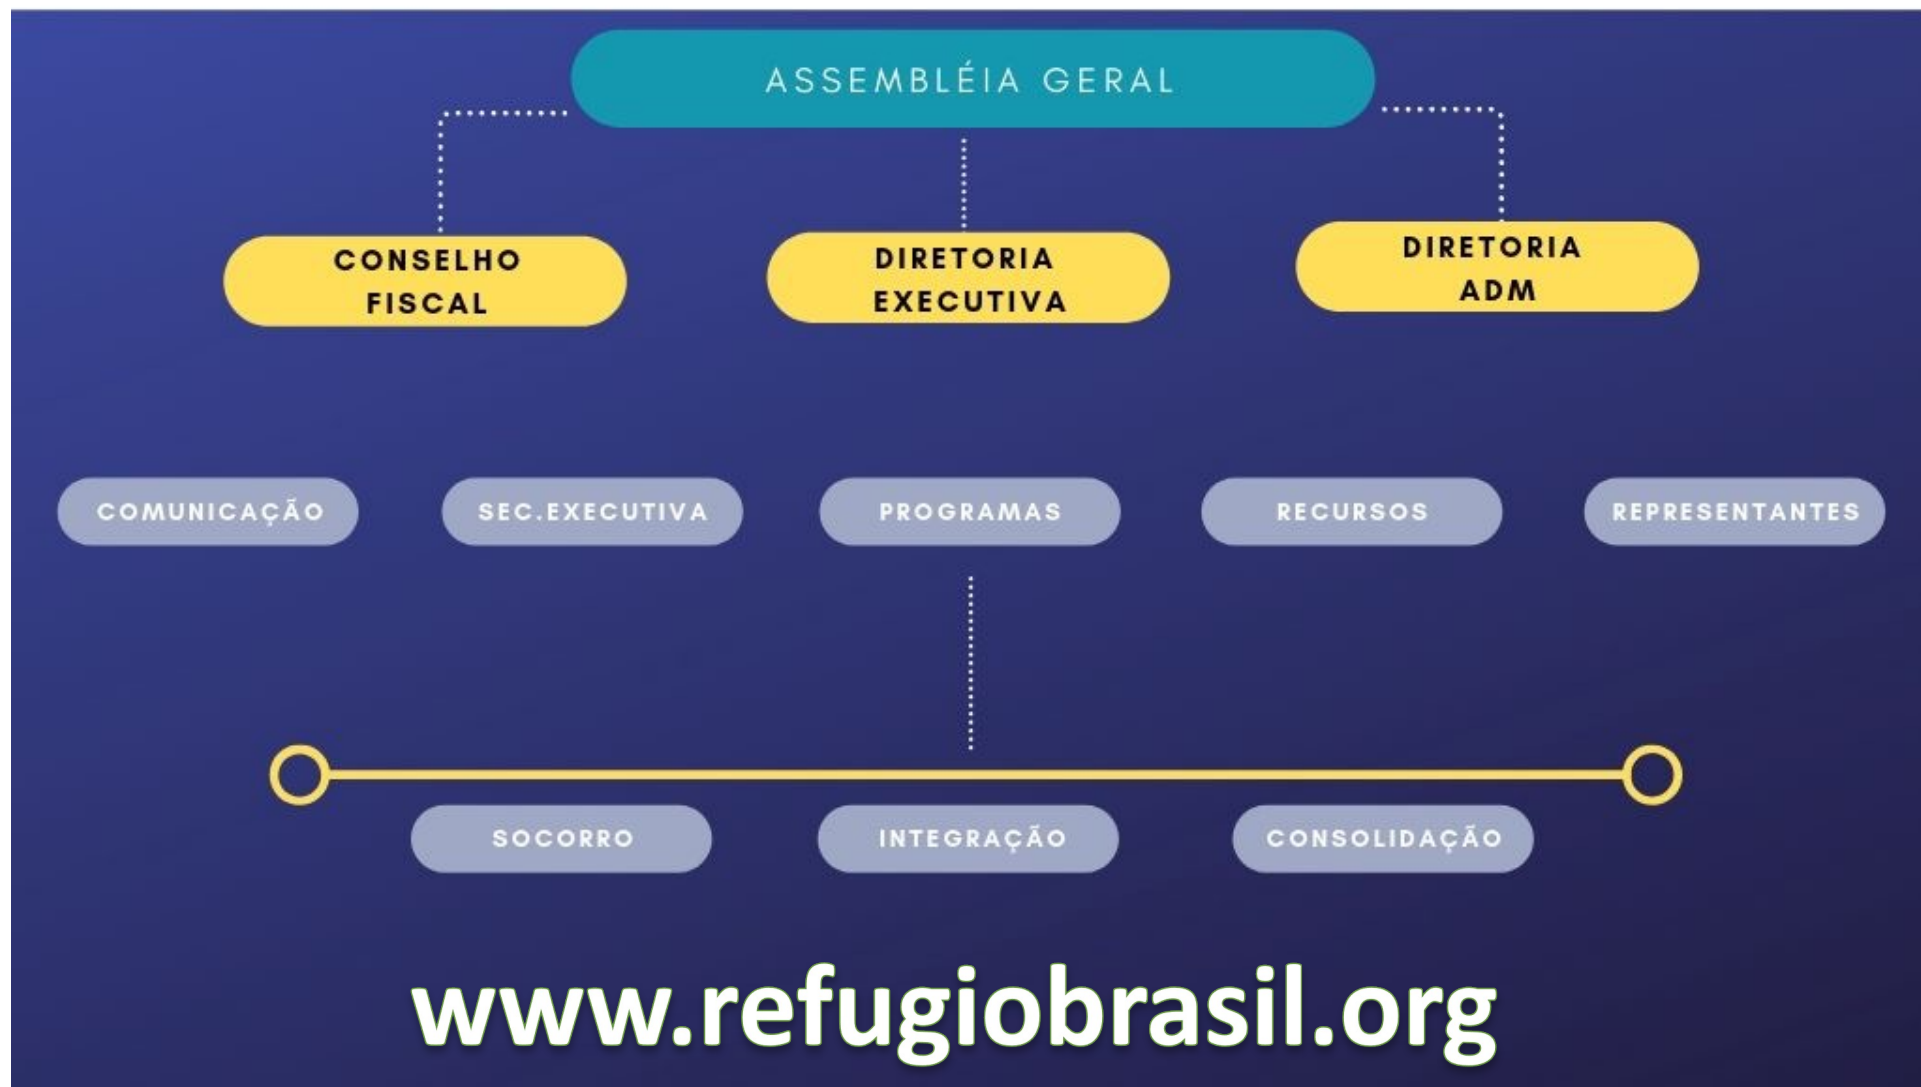 ASSEMBLÉIA GERAL
CONSELHO
FISCAL
DIRETORIA
EXECUTIVA
DIRETORIA
ADM
COMUNICAÇÃO
SEC.EXECUTIVA
PROGRAMAS
RECURSOS
REPRESENTANTES
SOCORRO
INTEGRAÇÃO
CONSOLIDAÇÃO
www.refugiobrasil.org